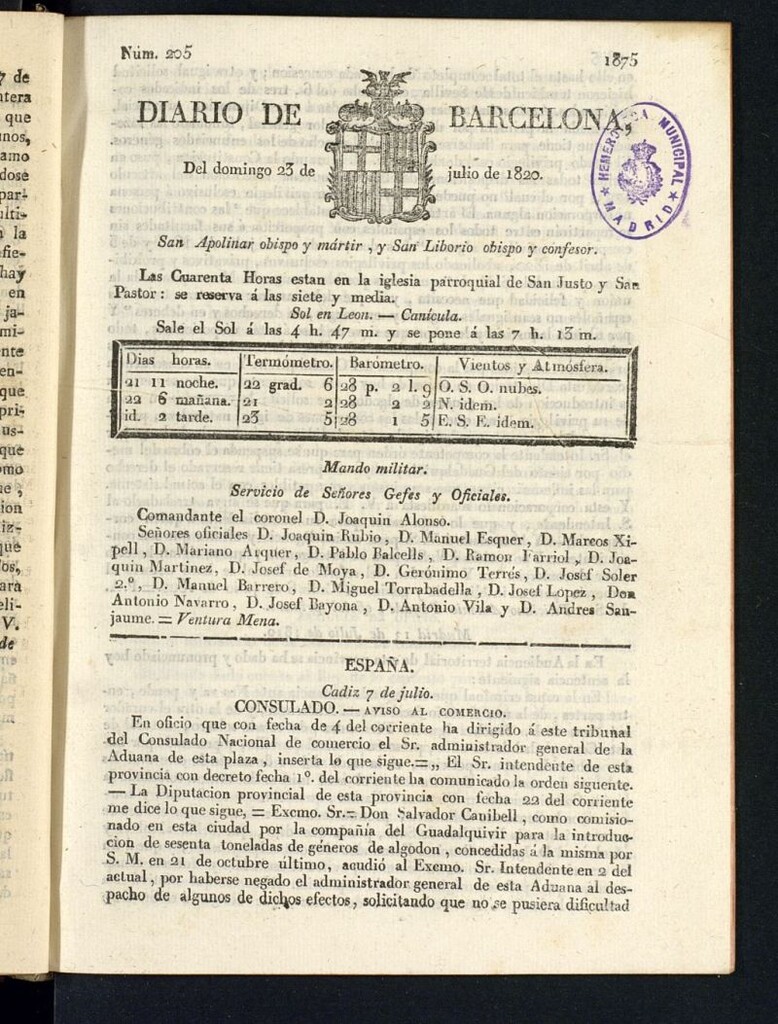 Núm. 205
1875
DIARIO DE BARCELONA,
Del domingo 23 de julio de 1820.
HEMEROTECA MUNICIPAL
MADRID
San Apolinar obispo y mártir, y San Liborio obispo y confesor.
Las Cuarenta Horas estan en la iglesia parroquial de San Justo y San
Pastor: se reserva á las siete y media.
Sol en Leon. — Canícula.
Sale el Sol á las 4 h. 47 m. y se pone á las 7 h. 13 m.
Dias horas. Termómetro. Barómetro. Vientos y Atmósfera.
21 11 noche. 22 grad. 6 28 p. 2 l. 9 O. S. O. nubes.
22 6 mañana. 21 2 28 2 2 N. idem.
id. 2 tarde. 23 5 28 1 5 E. S. E. idem.
Mando militar.
Servicio de Señores Gefes y Oficiales.
Comandante el coronel D. Joaquin Alonso.
Señores oficiales D. Joaquin Rubio, D. Manuel Esquer, D. Marcos Xi-
pell, D. Mariano Arquer, D. Pablo Balcells, D. Ramon Farriol, D. Joa-
quin Martinez, D. Josef de Moya, D. Gerónimo Terrés, D. Josef Soler
2.º, D. Manuel Barrero, D. Miguel Torrabadella, D. Josef Lopez, Don
Antonio Navarro, D. Josef Bayona, D. Antonio Vila y D. Andres San-
jaume. = Ventura Mena.
ESPAÑA.
Cadiz 7 de julio.
CONSULADO. — AVISO AL COMERCIO.
En oficio que con fecha de 4 del corriente ha dirigido á este tribunal
del Consulado Nacional de comercio el Sr. administrador general de la
Aduana de esta plaza, inserta lo que sigue.=„ El Sr. intendente de esta
provincia con decreto fecha 1º. del corriente ha comunicado la orden siguente.
— La Diputacion provincial de esta provincia con fecha 22 del corriente
me dice lo que sigue, = Excmo. Sr.= Don Salvador Canibell, como comisio-
nado en esta ciudad por la compañía del Guadalquivir para la introduc-
cion de sesenta toneladas de géneros de algodon, concedidas á la misma por
S. M. en 21 de octubre último, acudió al Excmo. Sr. Intendente en 2 del
actual, por haberse negado el administrador general de esta Aduana al des-
pacho de algunos de dichos efectos, solicitando que no se pusiera dificultad